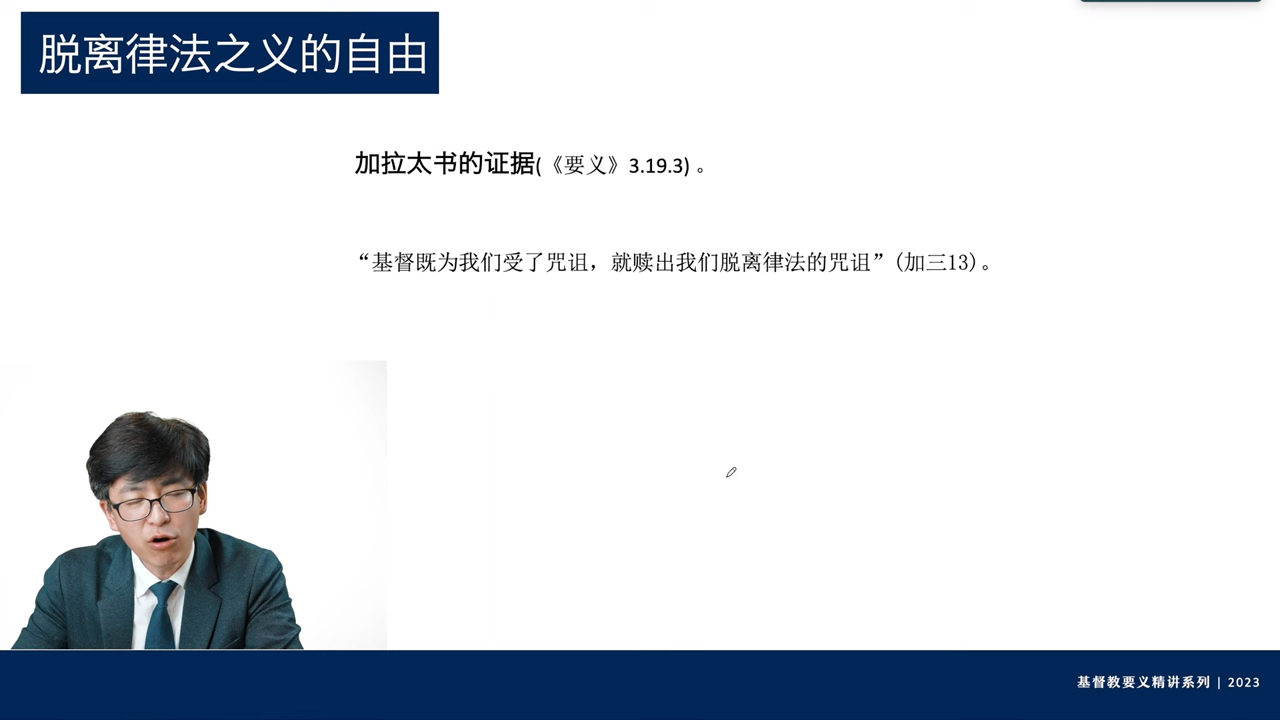 脱离律法之义的自由
加拉太书的证据(《要义》3.19.3) 。
“基督既为我们受了咒诅，就赎出我们脱离律法的咒诅”(加三13)。
基督教要义精讲系列 | 2023